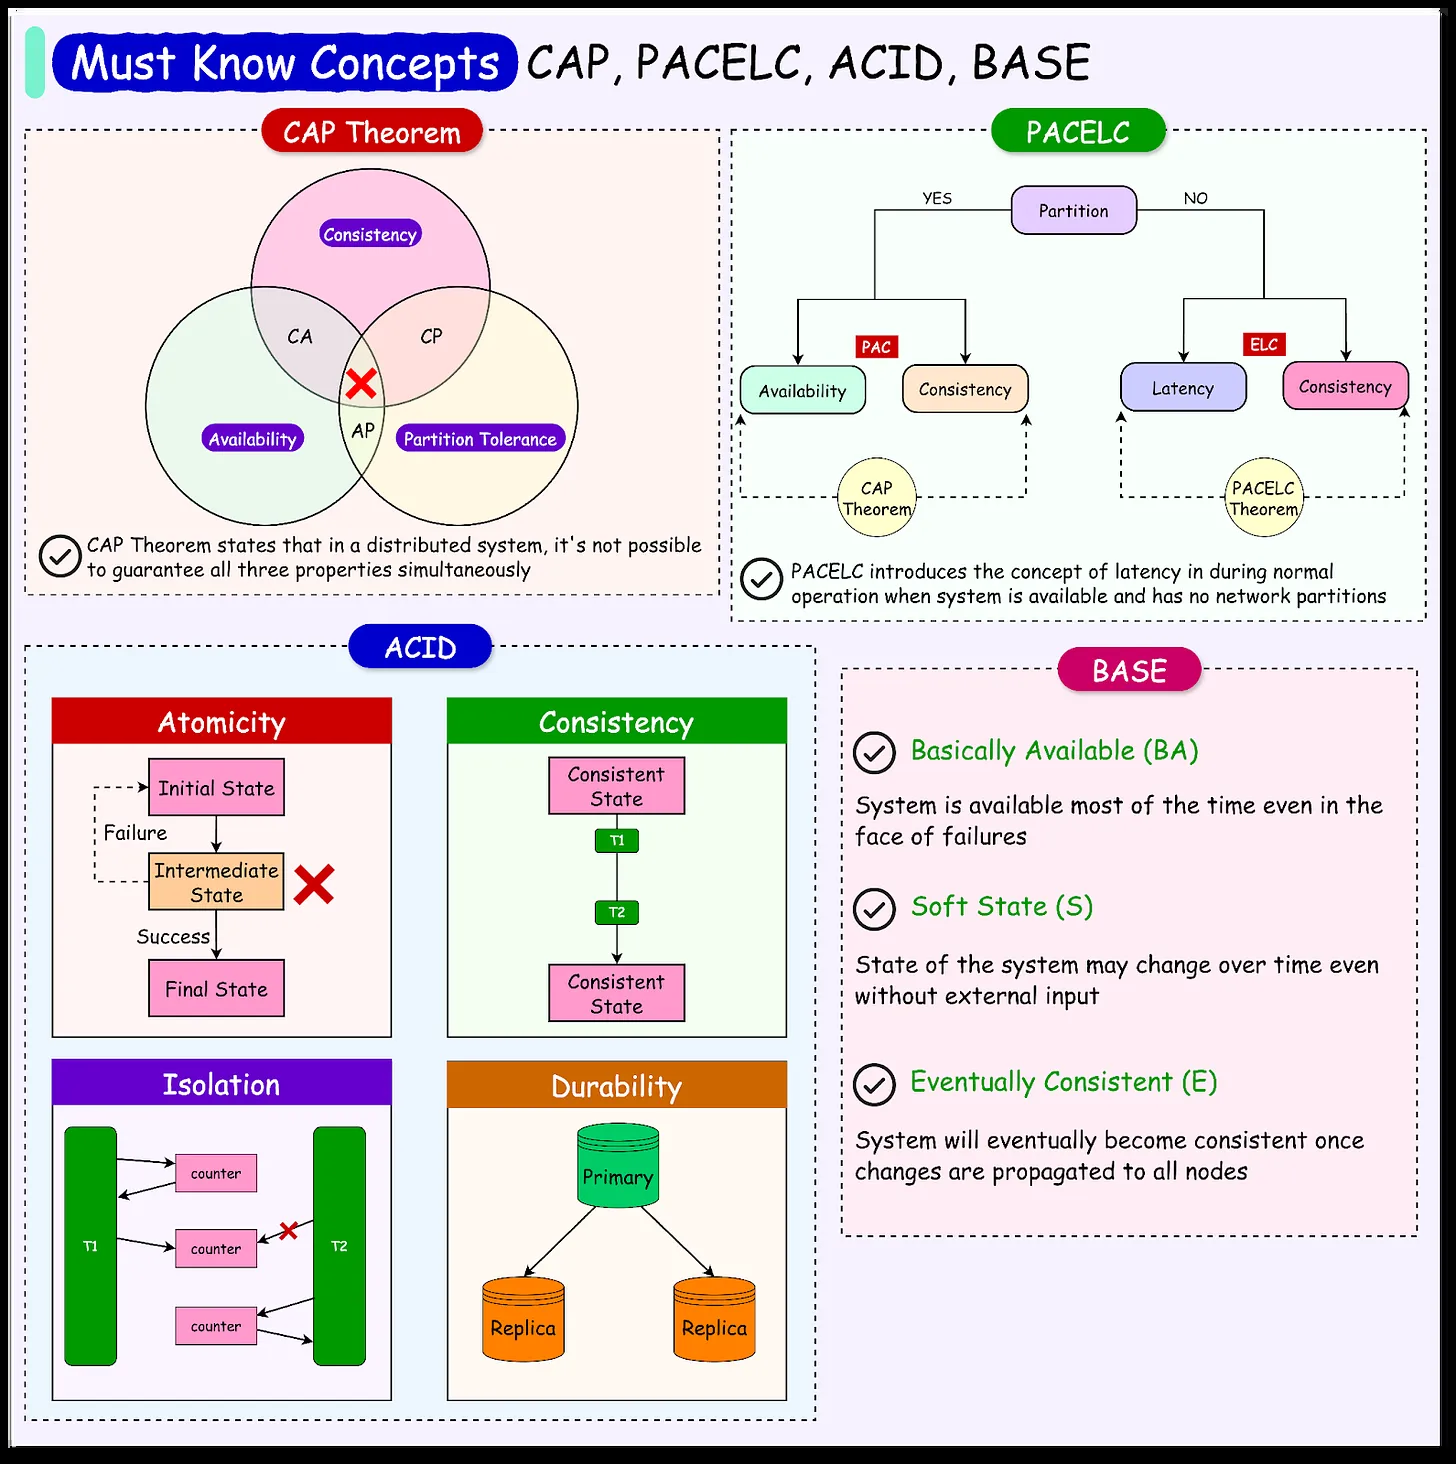 Must Know Concepts CAP, PACELC, ACID, BASE
CAP Theorem
Consistency
CA
CP
AP
Availability
Partition Tolerance
CAP Theorem states that in a distributed system, it's not possible
to guarantee all three properties simultaneously
PACELC
Partition
YES
NO
PAC
ELC
Availability
Consistency
Latency
Consistency
CAP
Theorem
PACELC
Theorem
PACELC introduces the concept of latency in during normal
operation when system is available and has no network partitions
ACID
Atomicity
Initial State
Failure
Intermediate
State
Success
Final State
Consistency
Consistent
State
T1
T2
Consistent
State
Isolation
T1
counter
counter
counter
T2
Durability
Primary
Replica
Replica
BASE
Basically Available (BA)
System is available most of the time even in the
face of failures
Soft State (S)
State of the system may change over time even
without external input
Eventually Consistent (E)
System will eventually become consistent once
changes are propagated to all nodes